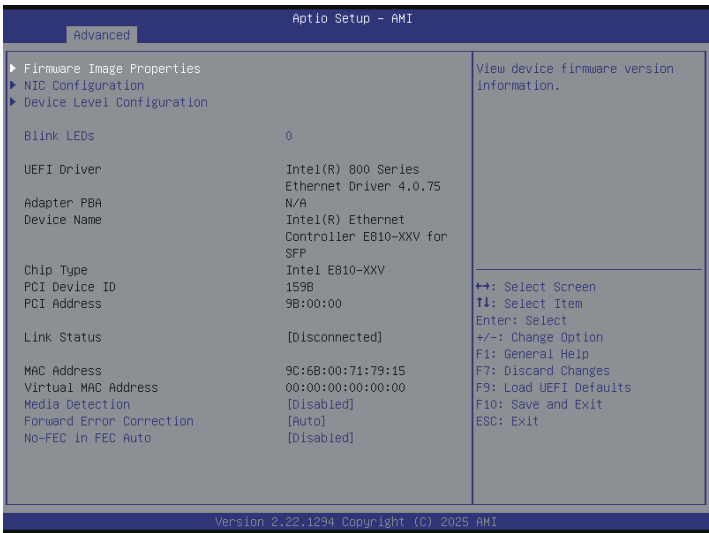 Aptio Setup – AMI
Advanced
Firmware Image Properties
NIC Configuration
Device Level Configuration
Blink LEDs 0
UEFI Driver Intel(R) 800 Series
Ethernet Driver 4.0.75
Adapter PBA N/A
Device Name Intel(R) Ethernet
Controller E810-XXV for
SFP
Chip Type Intel E810-XXV
PCI Device ID 159B
PCI Address 9B:00:00
Link Status [Disconnected]
MAC Address 9C:6B:00:71:79:15
Virtual MAC Address 00:00:00:00:00:00
Media Detection [Disabled]
Forward Error Correction [Auto]
No-FEC in FEC Auto [Disabled]
View device firmware version
information.
↔: Select Screen
↑↓: Select Item
Enter: Select
+/-: Change Option
F1: General Help
F7: Discard Changes
F9: Load UEFI Defaults
F10: Save and Exit
ESC: Exit
Version 2.22.1294 Copyright (C) 2025 AMI